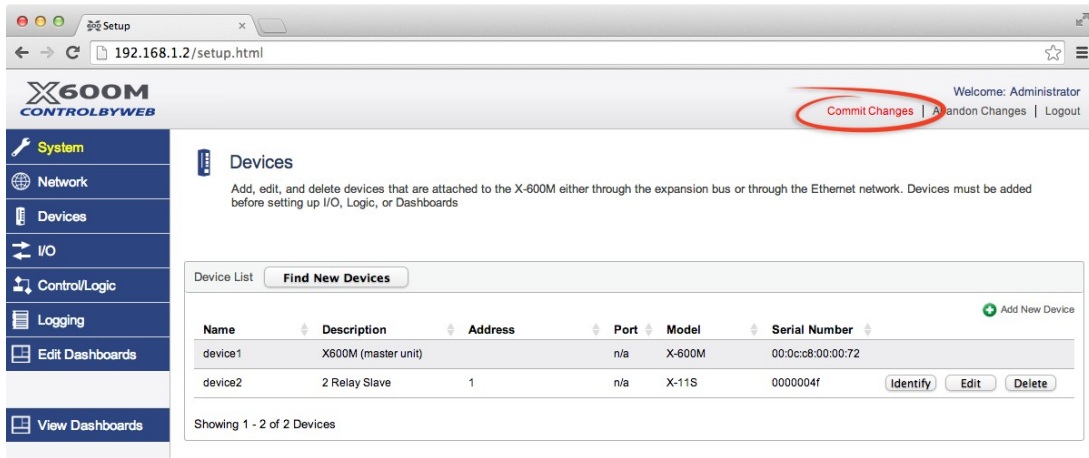 Setup
192.168.1.2/setup.html
X600M
CONTROLBYWEB
Welcome: Administrator
Commit Changes | Abandon Changes | Logout
System
Network
Devices
I/O
Control/Logic
Logging
Edit Dashboards
View Dashboards
Devices
Add, edit, and delete devices that are attached to the X-600M either through the expansion bus or through the Ethernet network. Devices must be added
before setting up I/O, Logic, or Dashboards
Device List Find New Devices
Add New Device
Name Description Address Port Model Serial Number
device1 X600M (master unit) n/a X-600M 00:0c:c8:00:00:72
device2 2 Relay Slave 1 n/a X-11S 0000004f Identify Edit Delete
Showing 1 - 2 of 2 Devices